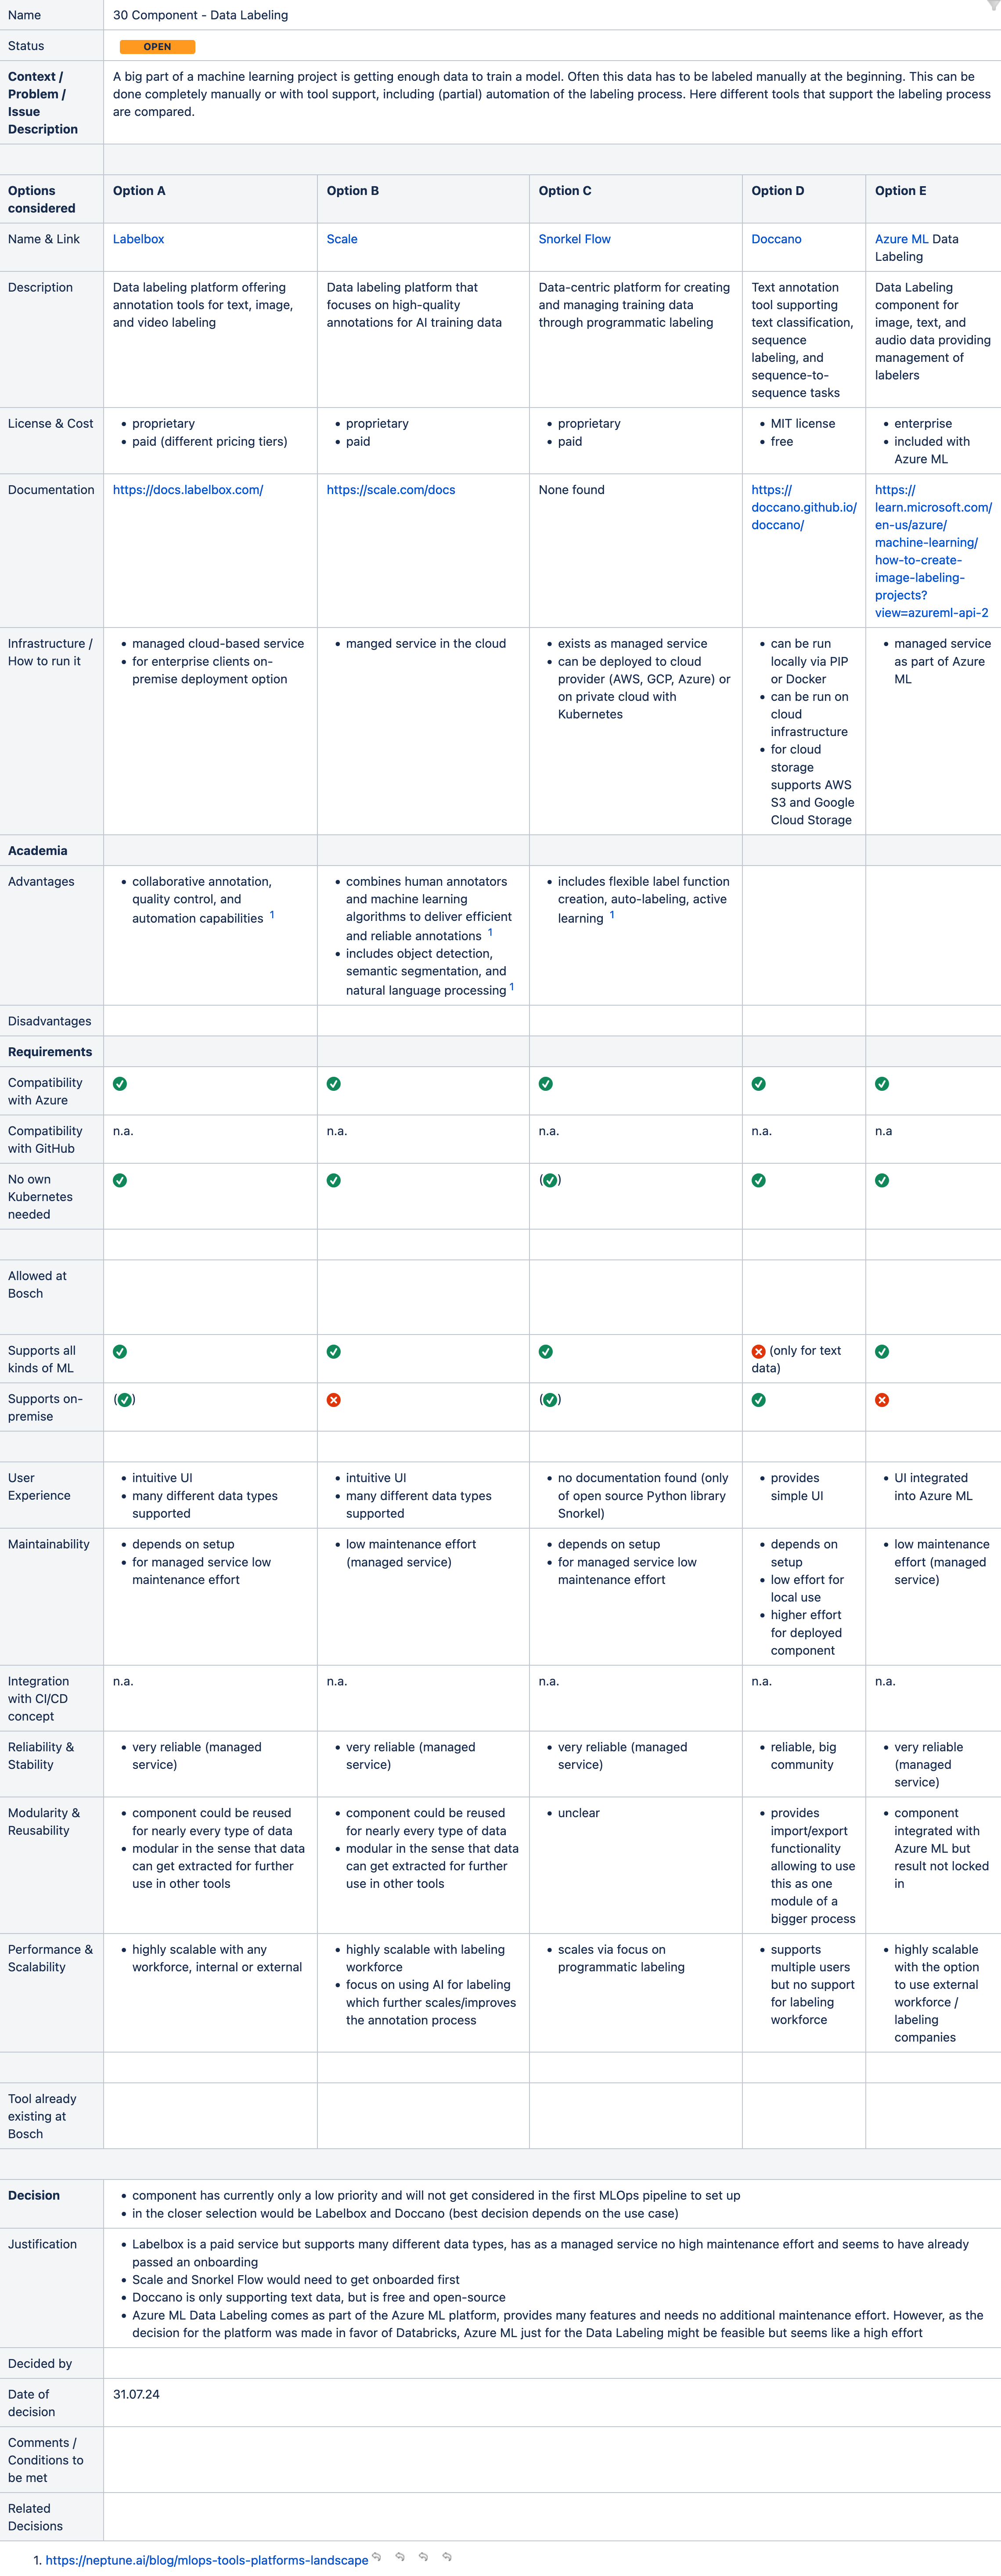 Name
30 Component - Data Labeling
Status
OPEN
Context /
Problem /
Issue
Description
A big part of a machine learning project is getting enough data to train a model. Often this data has to be labeled manually at the beginning. This can be
done completely manually or with tool support, including (partial) automation of the labeling process. Here different tools that support the labeling process
are compared.
Options
considered
Option A
Option B
Option C
Option D
Option E
Name & Link
Labelbox
Scale
Snorkel Flow
Doccano
Azure ML Data
Labeling
Description
Data labeling platform offering
annotation tools for text, image,
and video labeling
Data labeling platform that
focuses on high-quality
annotations for AI training data
Data-centric platform for creating
and managing training data
through programmatic labeling
Text annotation
tool supporting
text classification,
sequence
labeling, and
sequence-to-
sequence tasks
Data Labeling
component for
image, text, and
audio data providing
management of
labelers
License & Cost
• proprietary
• paid (different pricing tiers)
• proprietary
• paid
• proprietary
• paid
• MIT license
• free
• enterprise
• included with
Azure ML
Documentation
https://docs.labelbox.com/
https://scale.com/docs
None found
https://
doccano.github.io/
doccano/
https://
learn.microsoft.com/
en-us/azure/
machine-learning/
how-to-create-
image-labeling-
projects?
view=azureml-api-2
Infrastructure /
How to run it
• managed cloud-based service
• for enterprise clients on-
premise deployment option
• manged service in the cloud
• exists as managed service
• can be deployed to cloud
provider (AWS, GCP, Azure) or
on private cloud with
Kubernetes
• can be run
locally via PIP
or Docker
• can be run on
cloud
infrastructure
• for cloud
storage
supports AWS
S3 and Google
Cloud Storage
• managed service
as part of Azure
ML
Academia
Advantages
• collaborative annotation,
quality control, and
automation capabilities 1
• combines human annotators
and machine learning
algorithms to deliver efficient
and reliable annotations 1
• includes object detection,
semantic segmentation, and
natural language processing 1
• includes flexible label function
creation, auto-labeling, active
learning 1
Disadvantages
Requirements
Compatibility
with Azure
Compatibility
with GitHub
n.a.
n.a.
n.a.
n.a.
n.a
No own
Kubernetes
needed
( )
Allowed at
Bosch
Supports all
kinds of ML
(only for text
data)
Supports on-
premise
( )
( )
User
Experience
• intuitive UI
• many different data types
supported
• intuitive UI
• many different data types
supported
• no documentation found (only
of open source Python library
Snorkel)
• provides
simple UI
• UI integrated
into Azure ML
Maintainability
• depends on setup
• for managed service low
maintenance effort
• low maintenance effort
(managed service)
• depends on setup
• for managed service low
maintenance effort
• depends on
setup
• low effort for
local use
• higher effort
for deployed
component
• low maintenance
effort (managed
service)
Integration
with CI/CD
concept
n.a.
n.a.
n.a.
n.a.
n.a.
Reliability &
Stability
• very reliable (managed
service)
• very reliable (managed
service)
• very reliable (managed
service)
• reliable, big
community
• very reliable
(managed
service)
Modularity &
Reusability
• component could be reused
for nearly every type of data
• modular in the sense that data
can get extracted for further
use in other tools
• component could be reused
for nearly every type of data
• modular in the sense that data
can get extracted for further
use in other tools
• unclear
• provides
import/export
functionality
allowing to use
this as one
module of a
bigger process
• component
integrated with
Azure ML but
result not locked
in
Performance &
Scalability
• highly scalable with any
workforce, internal or external
• highly scalable with labeling
workforce
• focus on using AI for labeling
which further scales/improves
the annotation process
• scales via focus on
programmatic labeling
• supports
multiple users
but no support
for labeling
workforce
• highly scalable
with the option
to use external
workforce /
labeling
companies
Tool already
existing at
Bosch
Decision
• component has currently only a low priority and will not get considered in the first MLOps pipeline to set up
• in the closer selection would be Labelbox and Doccano (best decision depends on the use case)
Justification
• Labelbox is a paid service but supports many different data types, has as a managed service no high maintenance effort and seems to have already
passed an onboarding
• Scale and Snorkel Flow would need to get onboarded first
• Doccano is only supporting text data, but is free and open-source
• Azure ML Data Labeling comes as part of the Azure ML platform, provides many features and needs no additional maintenance effort. However, as the
decision for the platform was made in favor of Databricks, Azure ML just for the Data Labeling might be feasible but seems like a high effort
Decided by
Date of
decision
31.07.24
Comments /
Conditions to
be met
Related
Decisions
1. https://neptune.ai/blog/mlops-tools-platforms-landscape